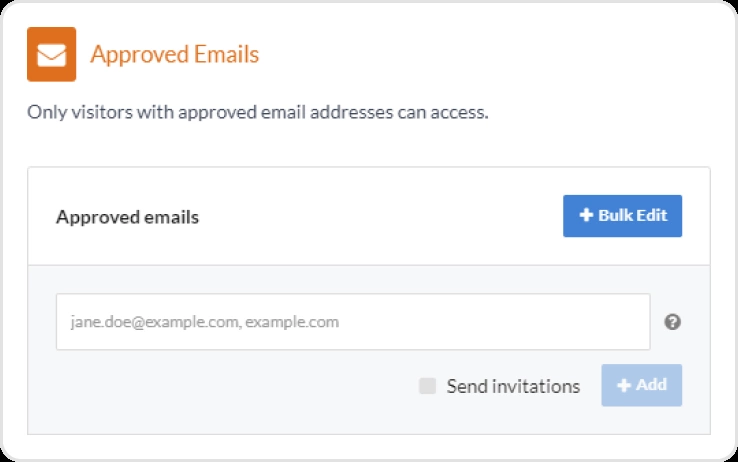 Approved Emails
Only visitors with approved email addresses can access.
Approved emails
+ Bulk Edit
jane.doe@example.com, example.com
?
Send invitations
+ Add